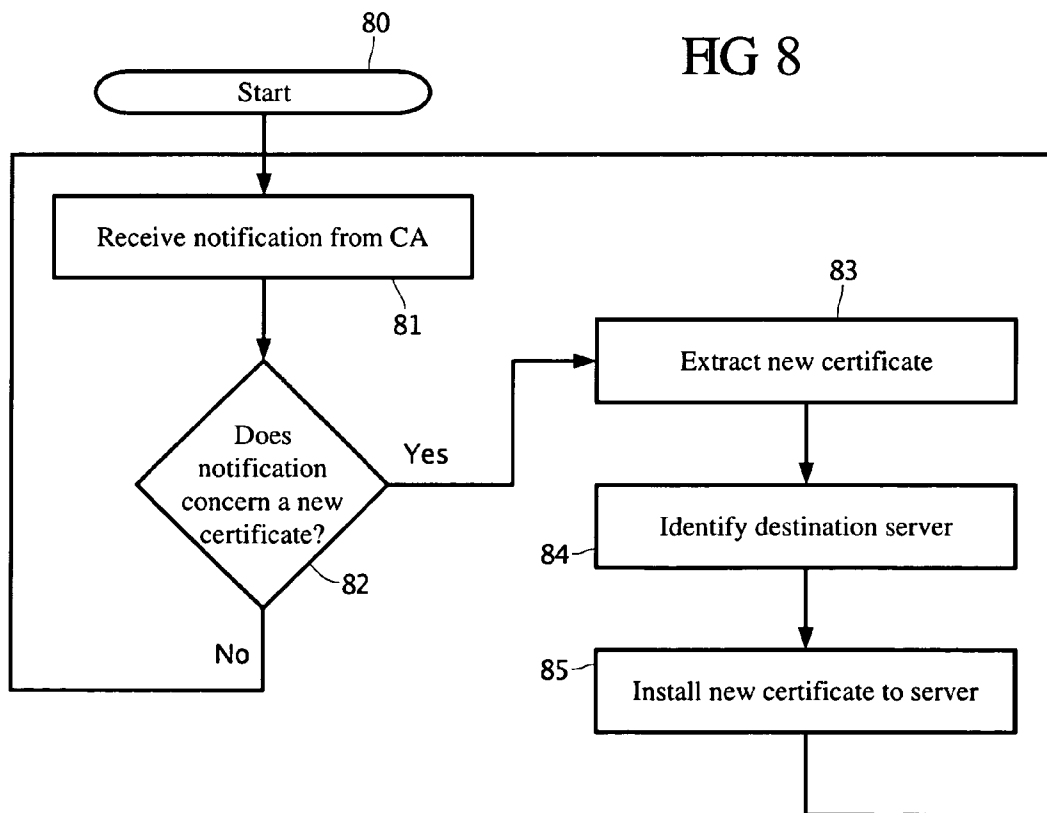 80
FIG 8
Start
Receive notification from CA
81
Does
notification
concern a new
certificate?
82
Yes
No
83
Extract new certificate
Identify destination server
84
85
Install new certificate to server